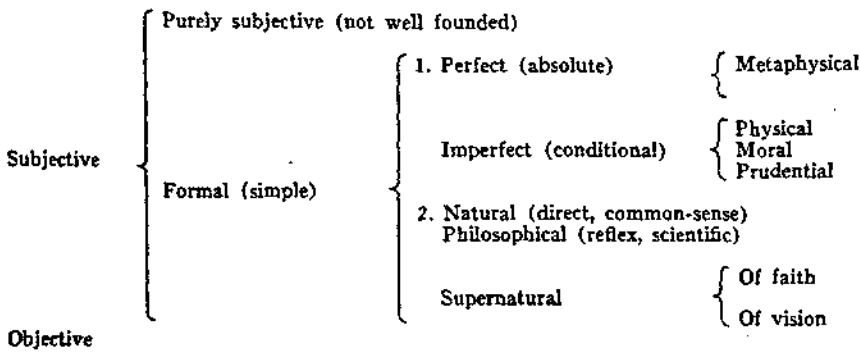 Purely subjective (not well founded)
1. Perfect (absolute) Metaphysical
Imperfect (conditional) Physical
Moral
Prudential
Subjective
Formal (simple)
2. Natural (direct, common-sense)
Philosophical (reflex, scientific)
Supernatural Of faith
Of vision
Objective